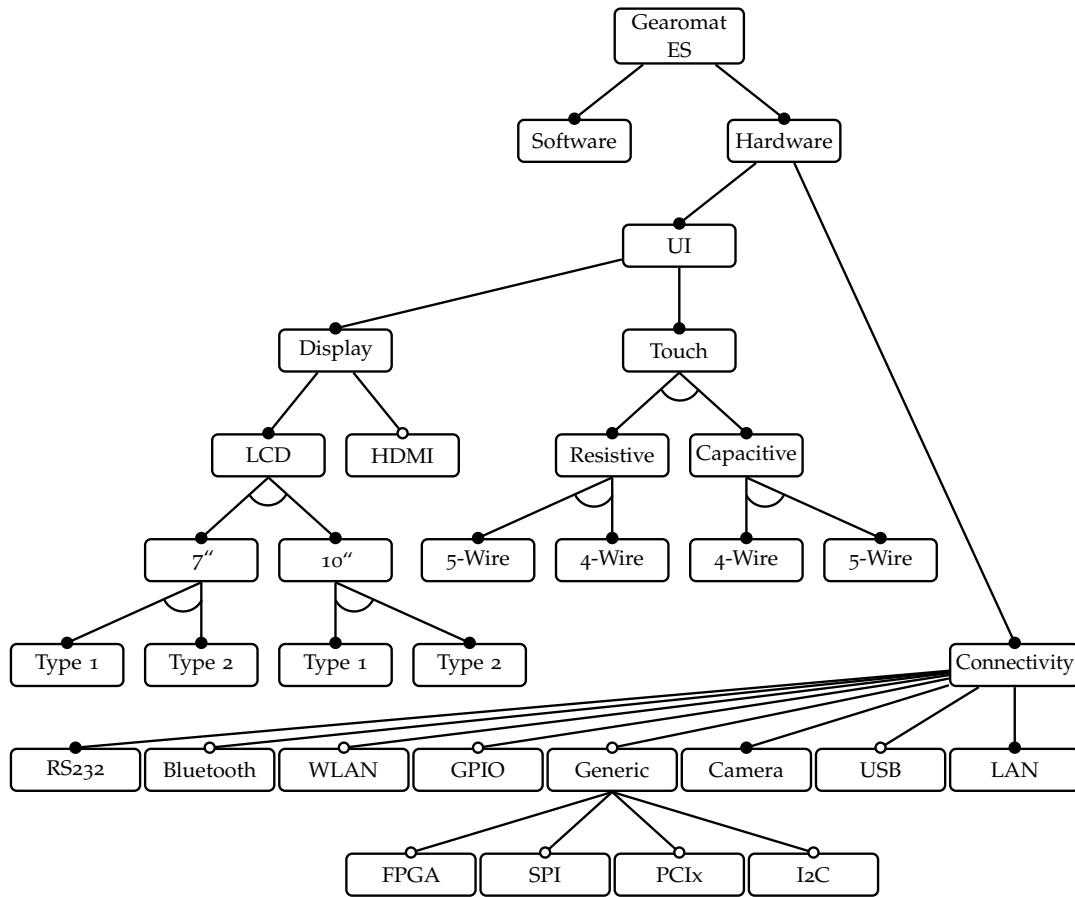 Gearomat
ES
Software
Hardware
UI
Display
Touch
LCD
HDMI
Resistive
Capacitive
7“
10“
5-Wire
4-Wire
4-Wire
5-Wire
Type 1
Type 2
Type 1
Type 2
Connectivity
RS232
Bluetooth
WLAN
GPIO
Generic
Camera
USB
LAN
FPGA
SPI
PCIx
I2C